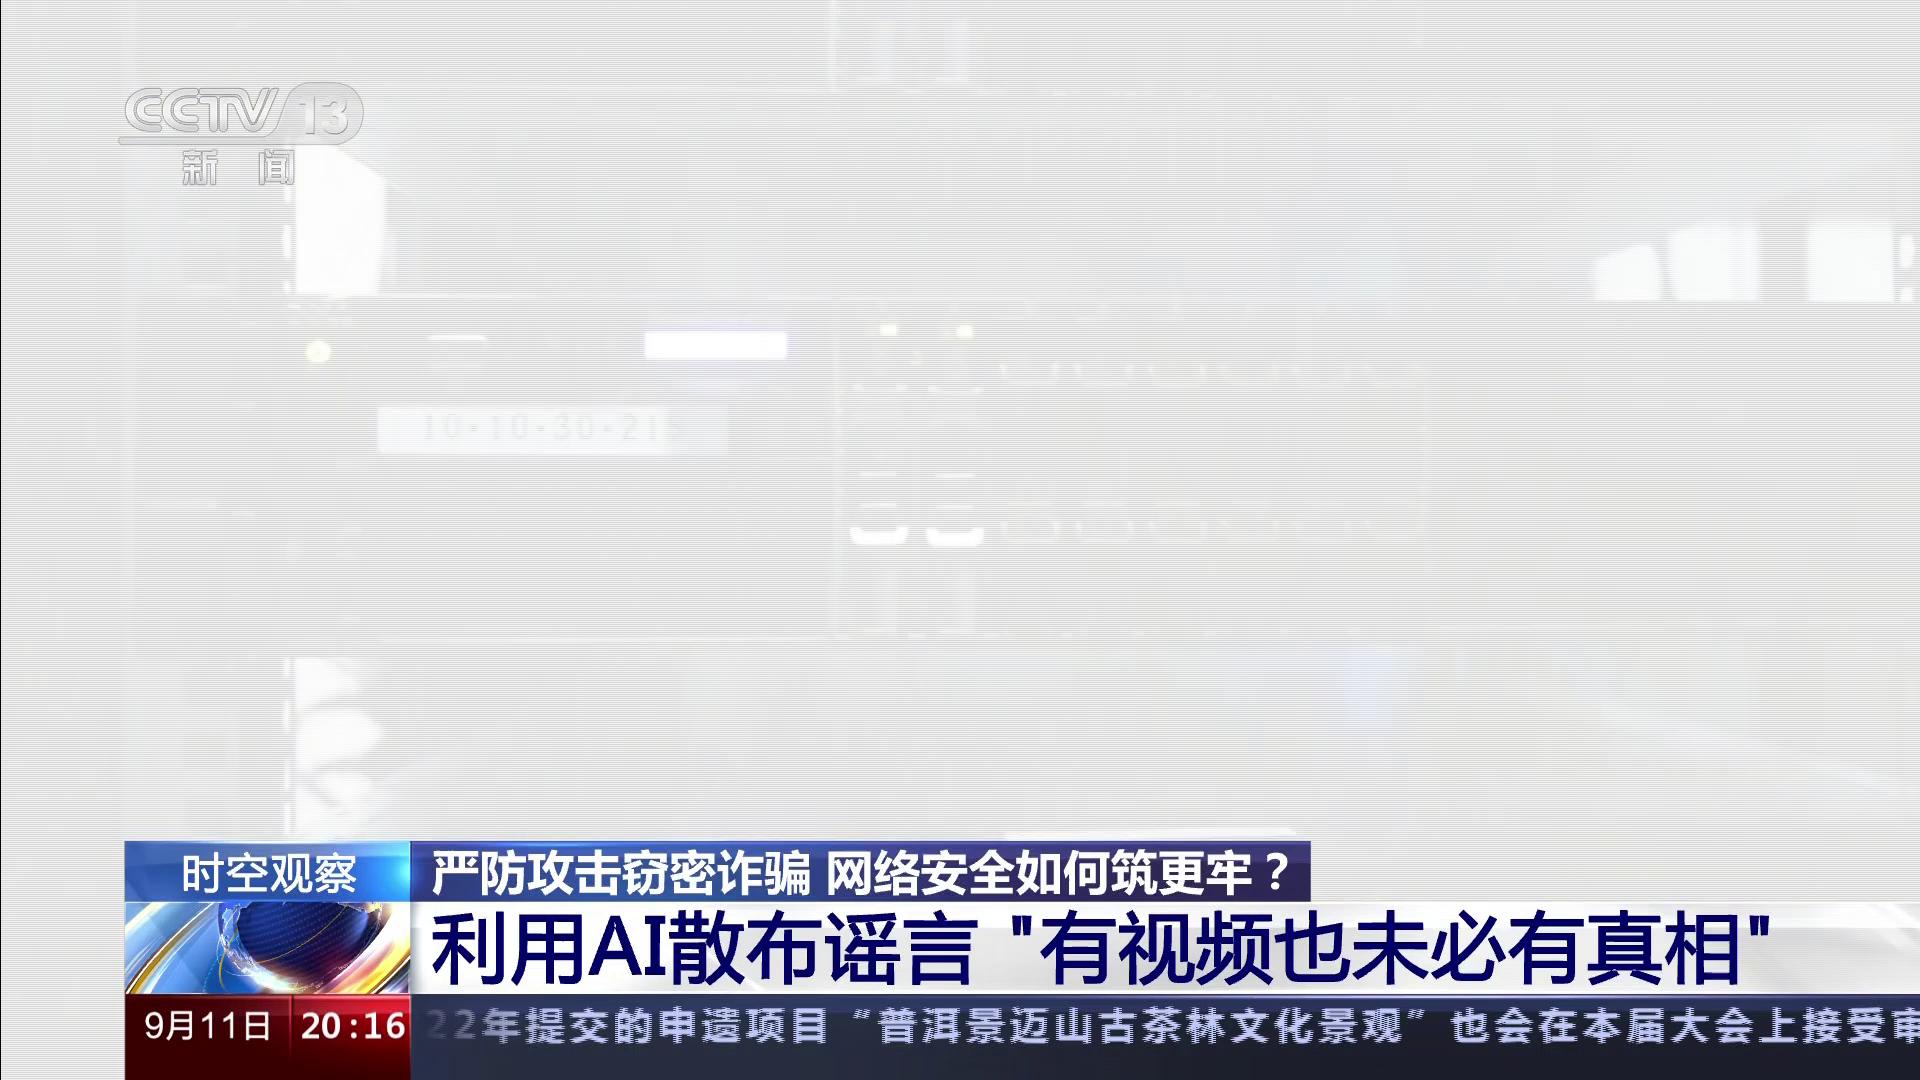 CCTV 13
新闻
10·10·30·21
时空观察
严防攻击窃密诈骗 网络安全如何筑更牢？
利用AI散布谣言 "有视频也未必有真相"
9月11日 20:16
22年提交的申遗项目“普洱景迈山古茶林文化景观”也会在本届大会上接受审